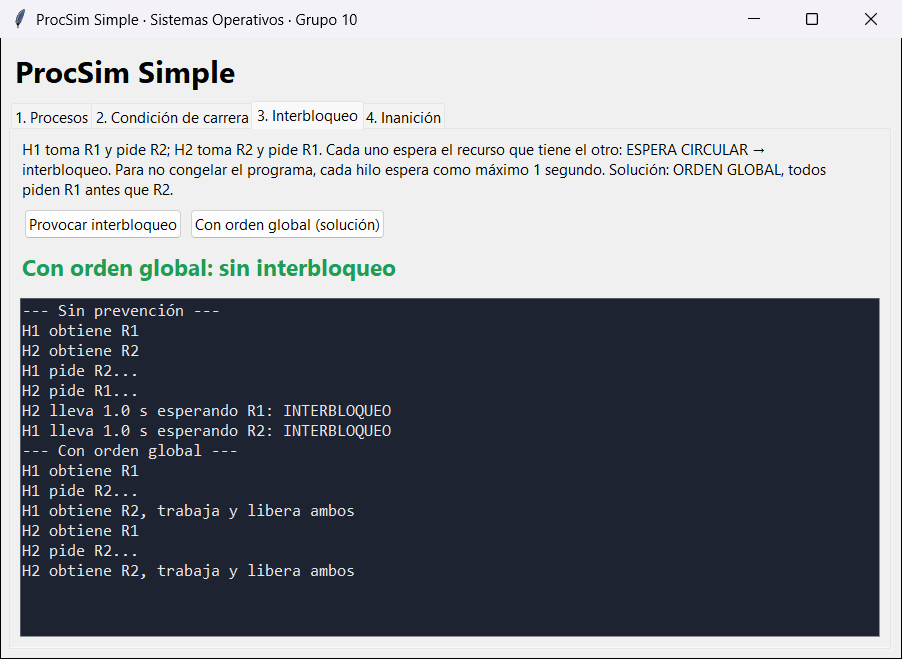 ProcSim Simple · Sistemas Operativos · Grupo 10
ProcSim Simple
1. Procesos 2. Condición de carrera 3. Interbloqueo 4. Inanición
H1 toma R1 y pide R2; H2 toma R2 y pide R1. Cada uno espera el recurso que tiene el otro: ESPERA CIRCULAR →
interbloqueo. Para no congelar el programa, cada hilo espera como máximo 1 segundo. Solución: ORDEN GLOBAL, todos
piden R1 antes que R2.
Provocar interbloqueo Con orden global (solución)
Con orden global: sin interbloqueo
--- Sin prevención ---
H1 obtiene R1
H2 obtiene R2
H1 pide R2...
H2 pide R1...
H2 lleva 1.0 s esperando R1: INTERBLOQUEO
H1 lleva 1.0 s esperando R2: INTERBLOQUEO
--- Con orden global ---
H1 obtiene R1
H1 pide R2...
H1 obtiene R2, trabaja y libera ambos
H2 obtiene R1
H2 pide R2...
H2 obtiene R2, trabaja y libera ambos